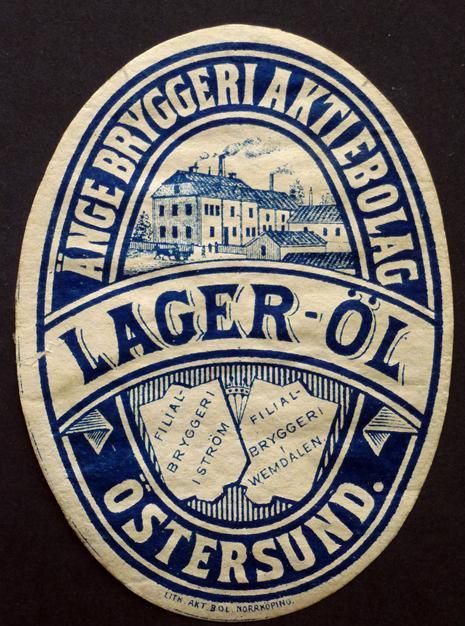 ÄNGE BRYGGERI AKTIEBOLAG
LAGER-ÖL
FILIAL-
BRYGGERI
I STRÖM
FILIAL-
BRYGGERI
I
WEMDALEN.
ÖSTERSUND.
LITH. AKT. BOL. NORRKÖPING.